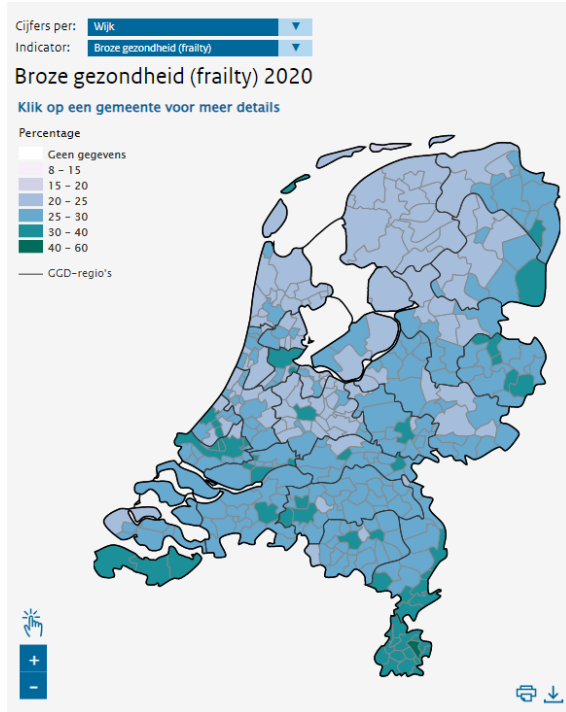 Cijfers per: Wijk
Indicator: Broze gezondheid (frailty)
Broze gezondheid (frailty) 2020
Klik op een gemeente voor meer details
Percentage
Geen gegevens
8 – 15
15 – 20
20 – 25
25 – 30
30 – 40
40 – 60
GGD-regio's
+
–